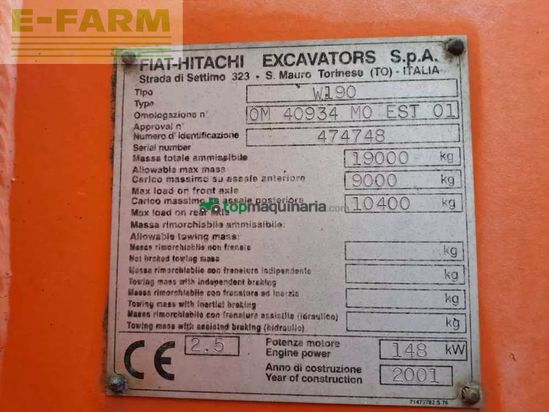 E-FARM
FIAT-HITACHI EXCAVATORS S.p.A.
Strada di Settimo 323 • S. Mauro Torinese (TO) - ITALIA
Tipo
Type
W190
Omologazione n°
Approval n°
OM 40934 MO EST 01
Numero d'identificazione
Serial number
474748
Massa totale ammissibile
Allowable max mass
19000 kg
Carico massimo su assale anteriore
Max load on front axle
9000 kg
Carico massimo su assale posteriore
Max load on rear axle
10400 kg
topmaquinaria.com
Massa rimorchiabile ammissibile:
Allowable towing mass:
Massa rimorchiabile non frenata
Not braked towing mass
kg
Massa rimorchiabile con frenatura indipendente
Towing mass with independent braking
kg
Massa rimorchiabile con frenatura ad inerzia
Towing mass with inertial braking
kg
Massa rimorchiabile con frenatura assistita (idraulica)
Towing mass with assisted braking (hidraulic)
kg
CE
2.5
Potenza motore
Engine power
148 kW
Anno di costruzione
Year of construction
2001